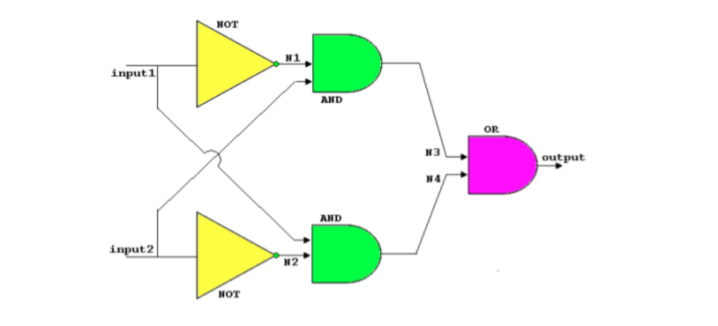 NOT
N1
input1
AND
OR
N3
output
N4
AND
input2
N2
NOT